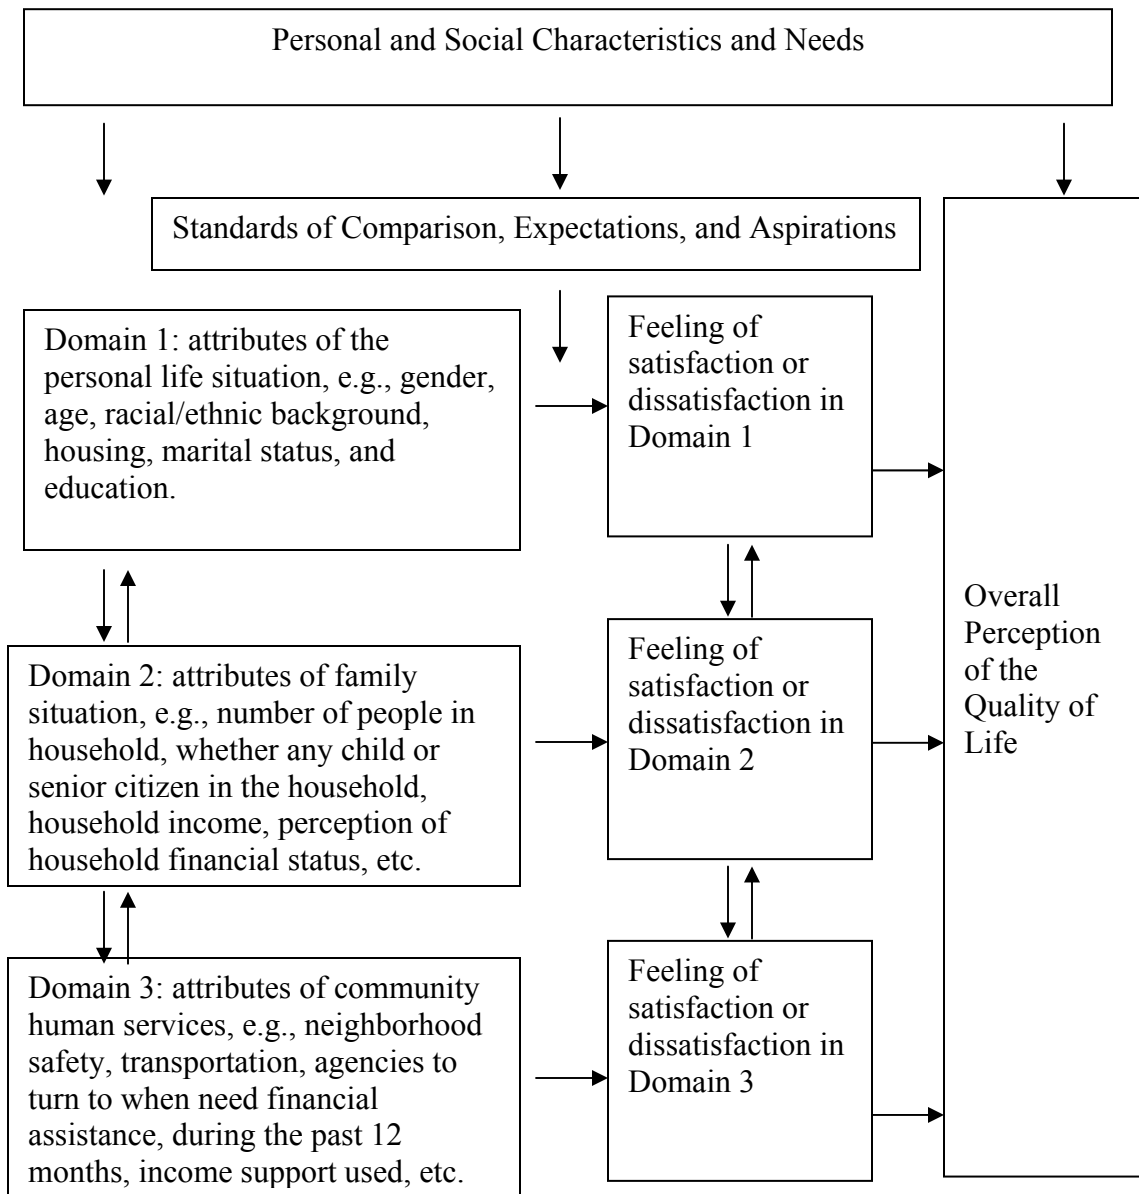 Personal and Social Characteristics and Needs
Standards of Comparison, Expectations, and Aspirations
Domain 1: attributes of the
personal life situation, e.g., gender,
age, racial/ethnic background,
housing, marital status, and
education.
Feeling of
satisfaction or
dissatisfaction in
Domain 1
Domain 2: attributes of family
situation, e.g., number of people in
household, whether any child or
senior citizen in the household,
household income, perception of
household financial status, etc.
Feeling of
satisfaction or
dissatisfaction in
Domain 2
Domain 3: attributes of community
human services, e.g., neighborhood
safety, transportation, agencies to
turn to when need financial
assistance, during the past 12
months, income support used, etc.
Feeling of
satisfaction or
dissatisfaction in
Domain 3
Overall
Perception
of the
Quality of
Life